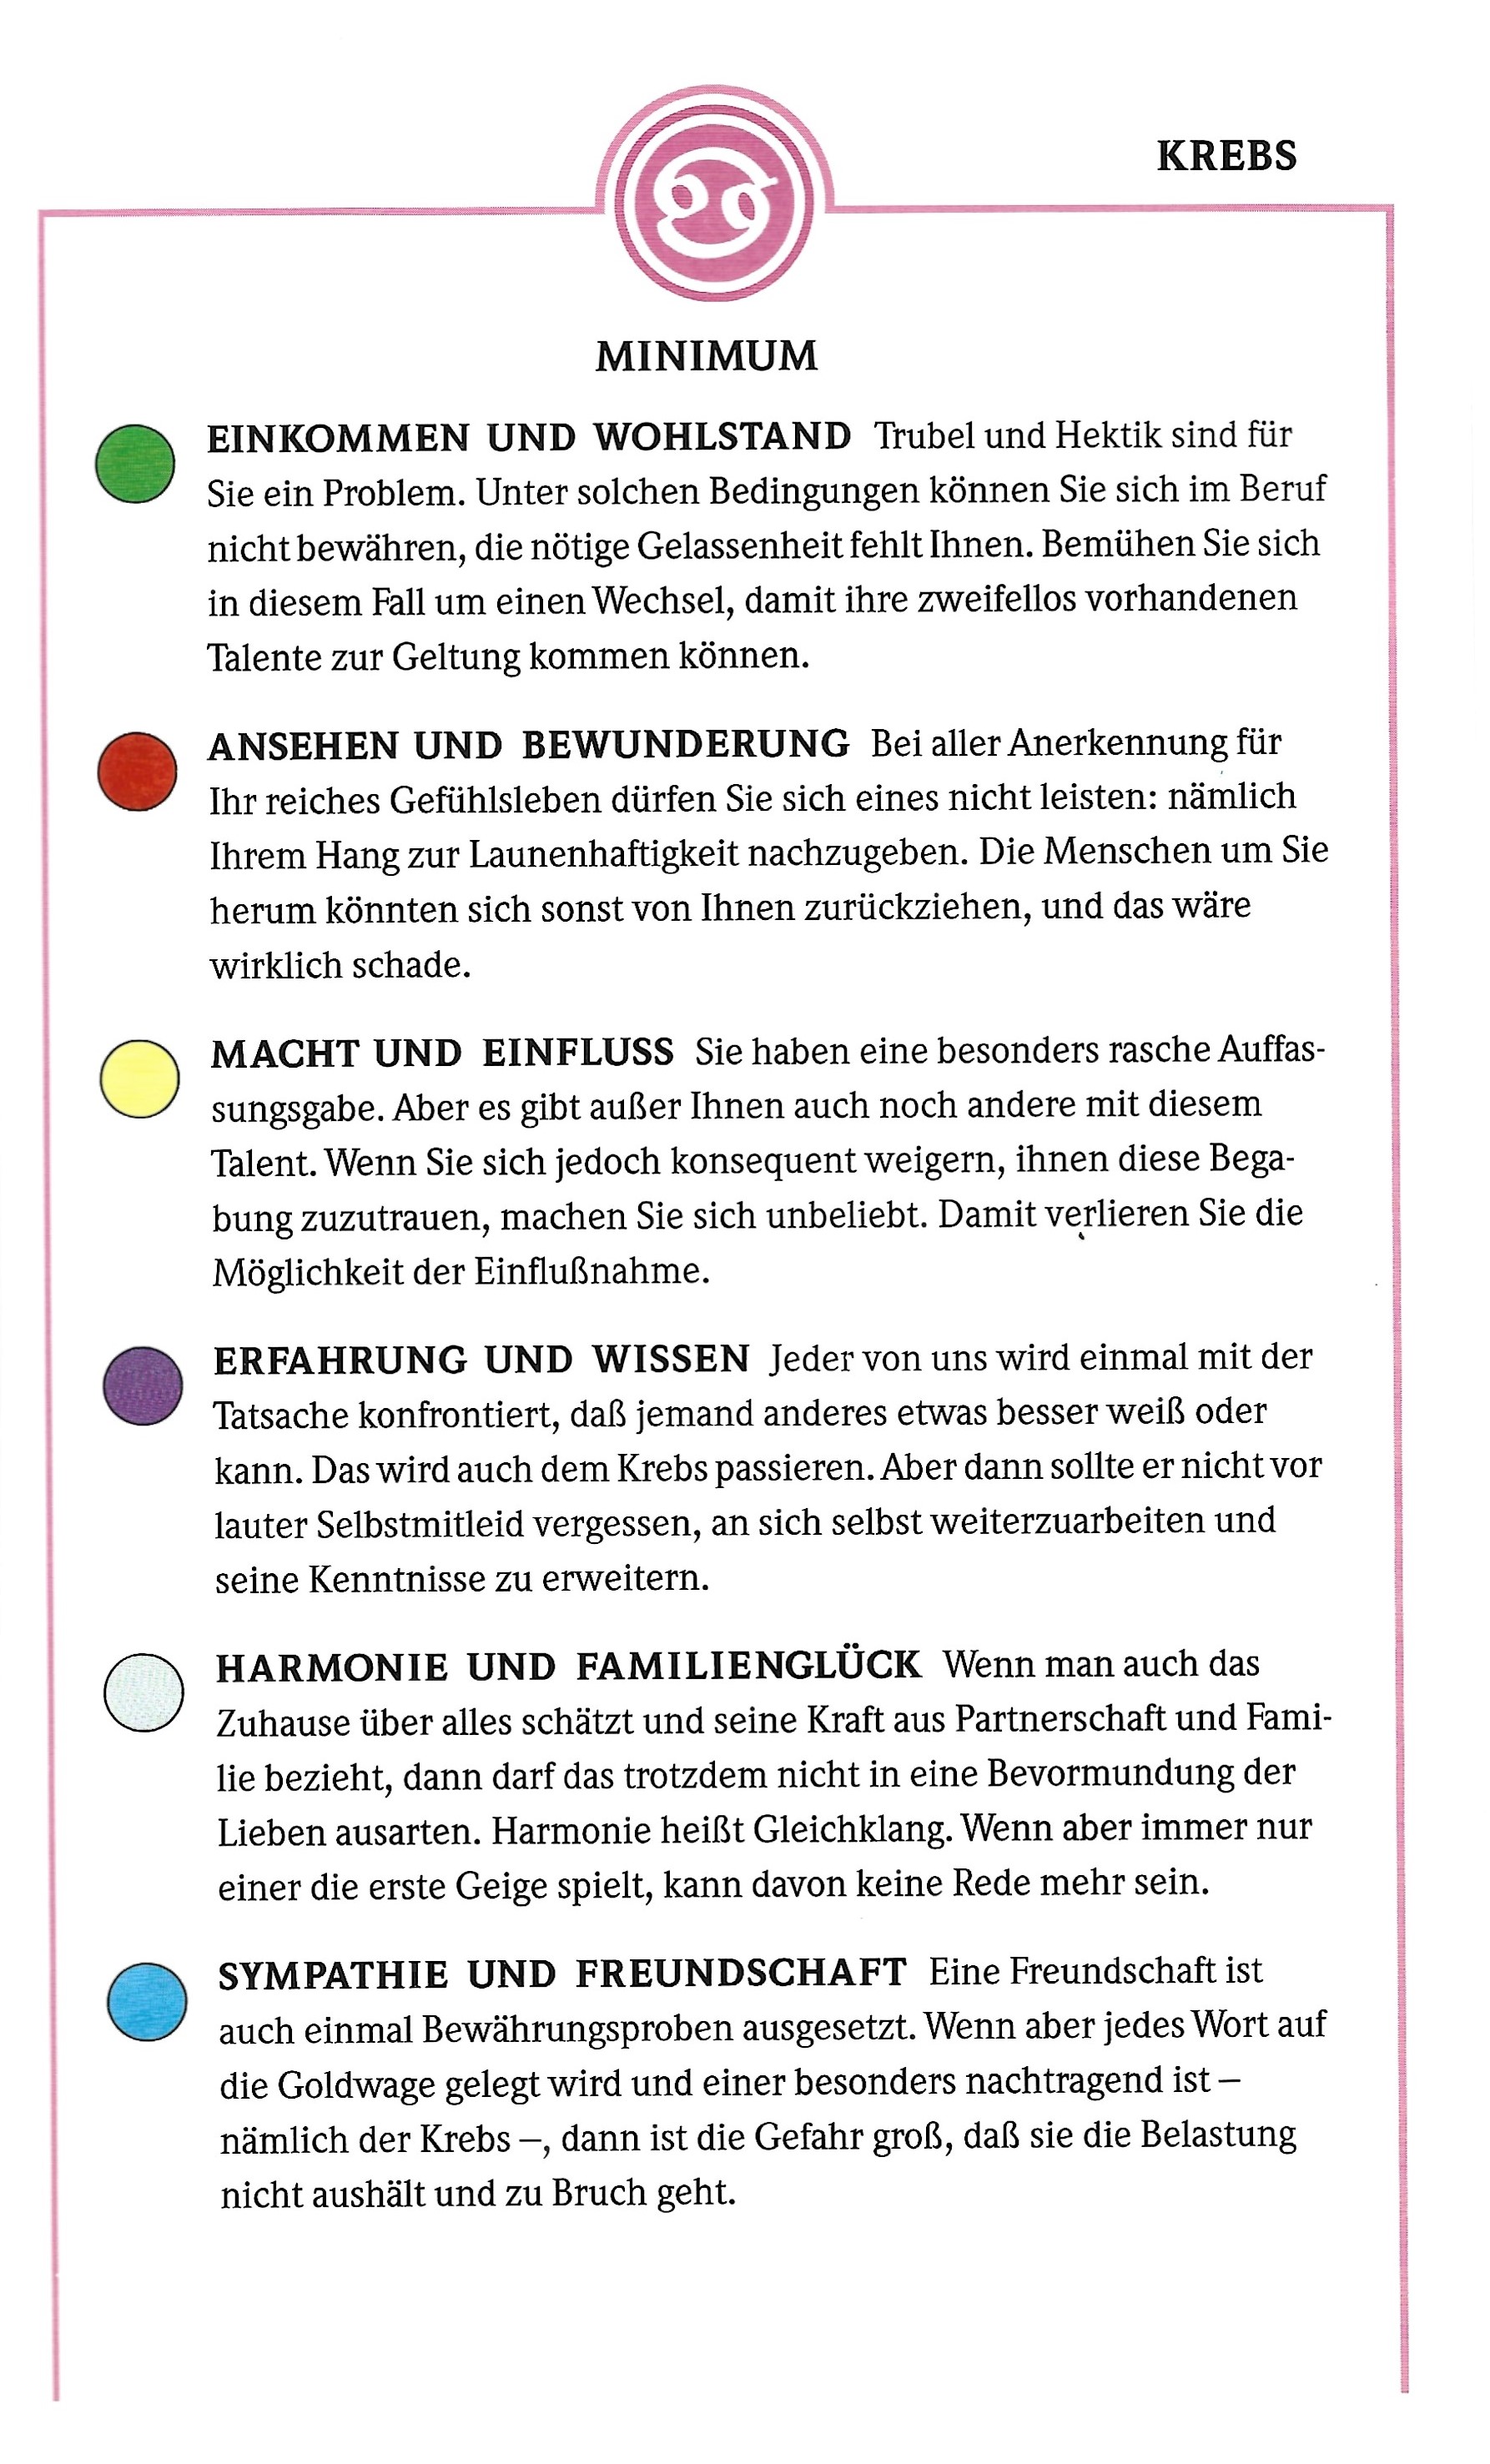 KREBS
MINIMUM
EINKOMMEN UND WOHLSTAND Trubel und Hektik sind für
Sie ein Problem. Unter solchen Bedingungen können Sie sich im Beruf
nicht bewähren, die nötige Gelassenheit fehlt Ihnen. Bemühen Sie sich
in diesem Fall um einen Wechsel, damit ihre zweifellos vorhandenen
Talente zur Geltung kommen können.
ANSEHEN UND BEWUNDERUNG Bei aller Anerkennung für
Ihr reiches Gefühlsleben dürfen Sie sich eines nicht leisten: nämlich
Ihrem Hang zur Launenhaftigkeit nachzugeben. Die Menschen um Sie
herum könnten sich sonst von Ihnen zurückziehen, und das wäre
wirklich schade.
MACHT UND EINFLUSS Sie haben eine besonders rasche Auffas-
sungsgabe. Aber es gibt außer Ihnen auch noch andere mit diesem
Talent. Wenn Sie sich jedoch konsequent weigern, ihnen diese Bega-
bung zuzutrauen, machen Sie sich unbeliebt. Damit verlieren Sie die
Möglichkeit der Einflußnahme.
ERFAHRUNG UND WISSEN Jeder von uns wird einmal mit der
Tatsache konfrontiert, daß jemand anderes etwas besser weiß oder
kann. Das wird auch dem Krebs passieren. Aber dann sollte er nicht vor
lauter Selbstmitleid vergessen, an sich selbst weiterzuarbeiten und
seine Kenntnisse zu erweitern.
HARMONIE UND FAMILIENGLÜCK Wenn man auch das
Zuhause über alles schätzt und seine Kraft aus Partnerschaft und Fami-
lie bezieht, dann darf das trotzdem nicht in eine Bevormundung der
Lieben ausarten. Harmonie heißt Gleichklang. Wenn aber immer nur
einer die erste Geige spielt, kann davon keine Rede mehr sein.
SYMPATHIE UND FREUNDSCHAFT Eine Freundschaft ist
auch einmal Bewährungsproben ausgesetzt. Wenn aber jedes Wort auf
die Goldwage gelegt wird und einer besonders nachtragend ist –
nämlich der Krebs –, dann ist die Gefahr groß, daß sie die Belastung
nicht aushält und zu Bruch geht.